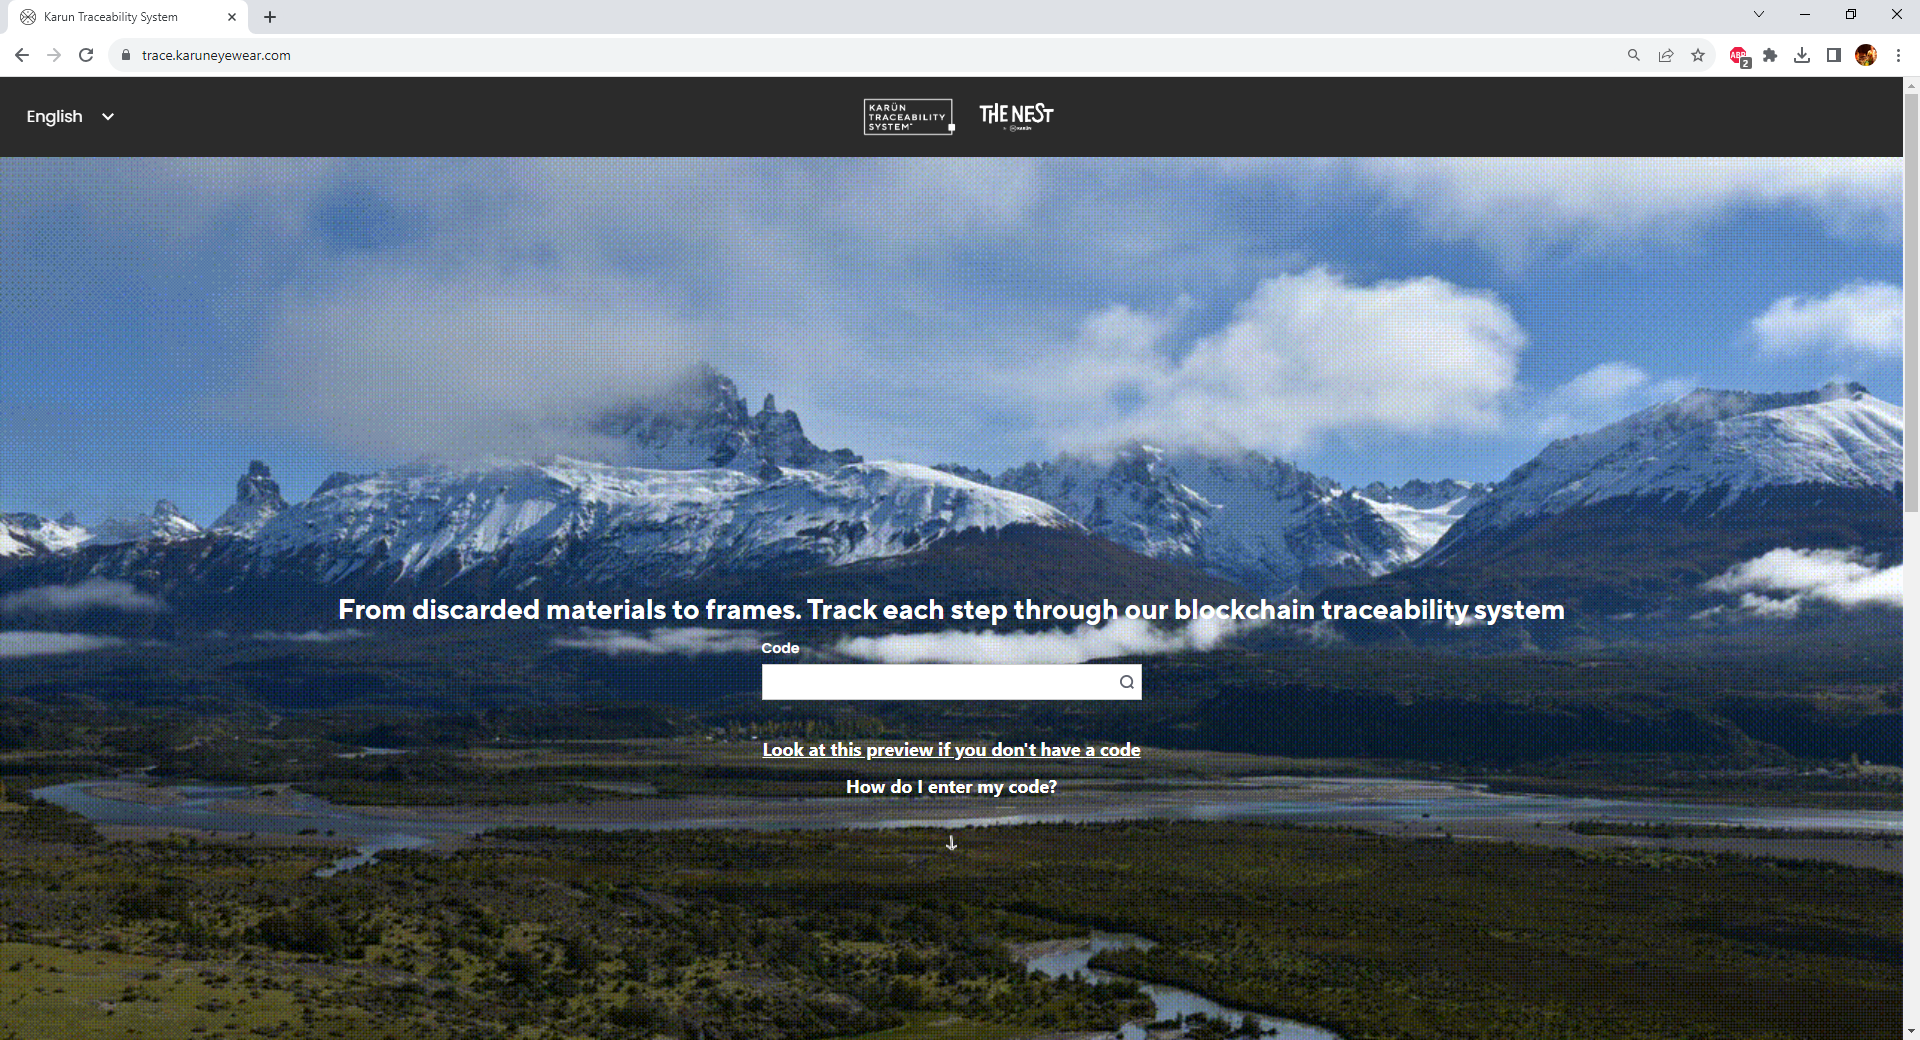 Karun Traceability System
trace.karuneyewear.com
ABP
2
English
KARÜN
TRACEABILITY
SYSTEM
THE NEST
From discarded materials to frames. Track each step through our blockchain traceability system
Code
Look at this preview if you don't have a code
How do I enter my code?